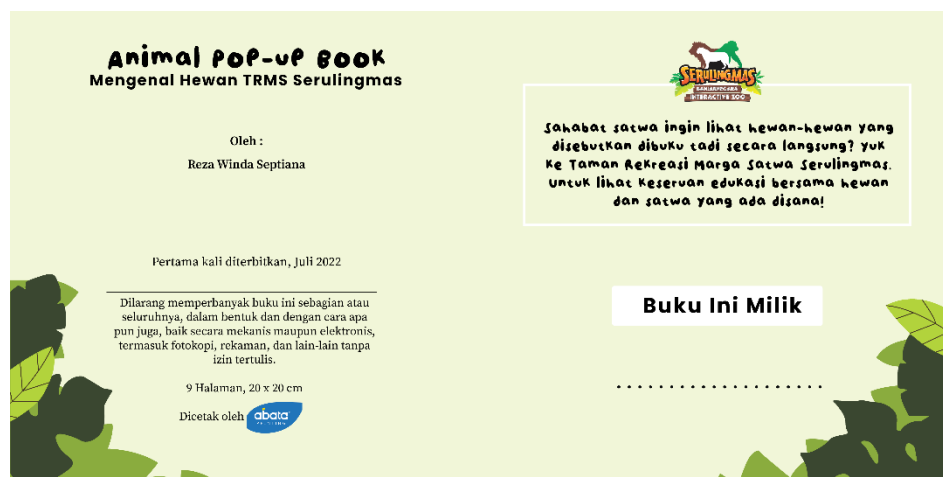 Animal Pop-up Book
Mengenal Hewan TRMS Serulingmas
Oleh :
Reza Winda Septiana
Pertama kali diterbitkan, Juli 2022
Dilarang memperbanyak buku ini sebagian atau
seluruhnya, dalam bentuk dan dengan cara apa
pun juga, baik secara mekanis maupun elektronis,
termasuk fotokopi, rekaman, dan lain-lain tanpa
izin tertulis.
9 Halaman, 20 x 20 cm
Dicetak oleh abata
SERULINGMAS
BANJARNEGARA
INTERACTIVE ZOO
Sahabat satwa ingin lihat hewan-hewan yang
disebutkan dibuku tadi secara langsung? Yuk
ke Taman Rekreasi Marga Satwa Serulingmas.
Untuk lihat keseruan edukasi bersama hewan
dan satwa yang ada disana!
Buku Ini Milik
. . . . . . . . . . . . . . . . . . . .